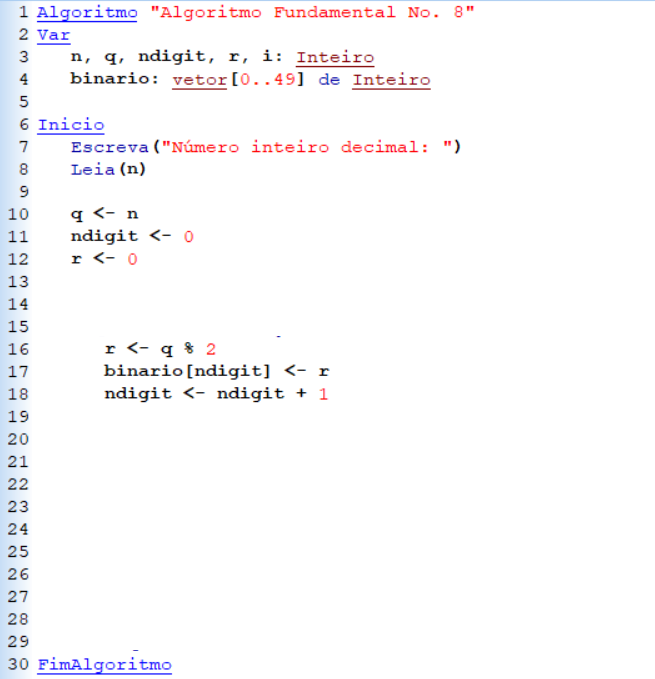 1 Algoritmo "Algoritmo Fundamental No. 8"
2 Var
3 n, q, ndigit, r, i: Inteiro
4 binario: vetor[0..49] de Inteiro
5
6 Inicio
7 Escreva("Número inteiro decimal: ")
8 Leia(n)
9
10 q <- n
11 ndigit <- 0
12 r <- 0
13
14
15
16 r <- q % 2
17 binario[ndigit] <- r
18 ndigit <- ndigit + 1
19
20
21
22
23
24
25
26
27
28
29
30 FimAlgoritmo